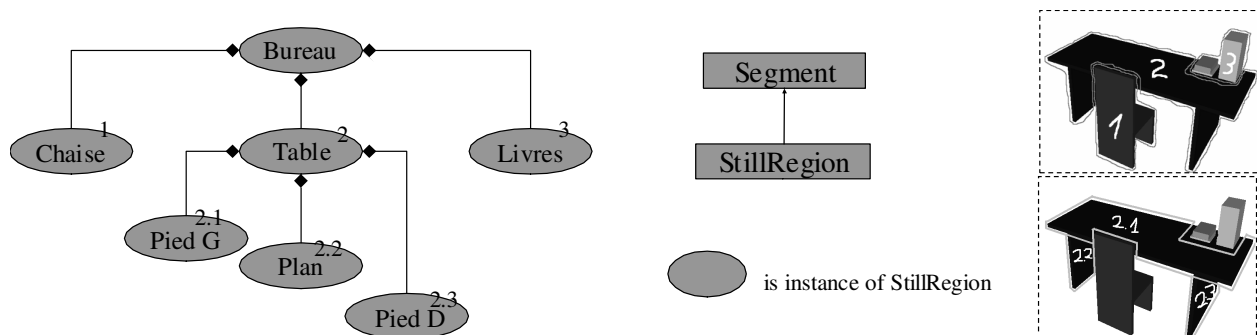 Bureau
1
Chaise
2
Table
3
Livres
2.1
Pied G
2.2
Plan
2.3
Pied D
Segment
StillRegion
is instance of StillRegion
2
3
1
2.1
2.2
2.3